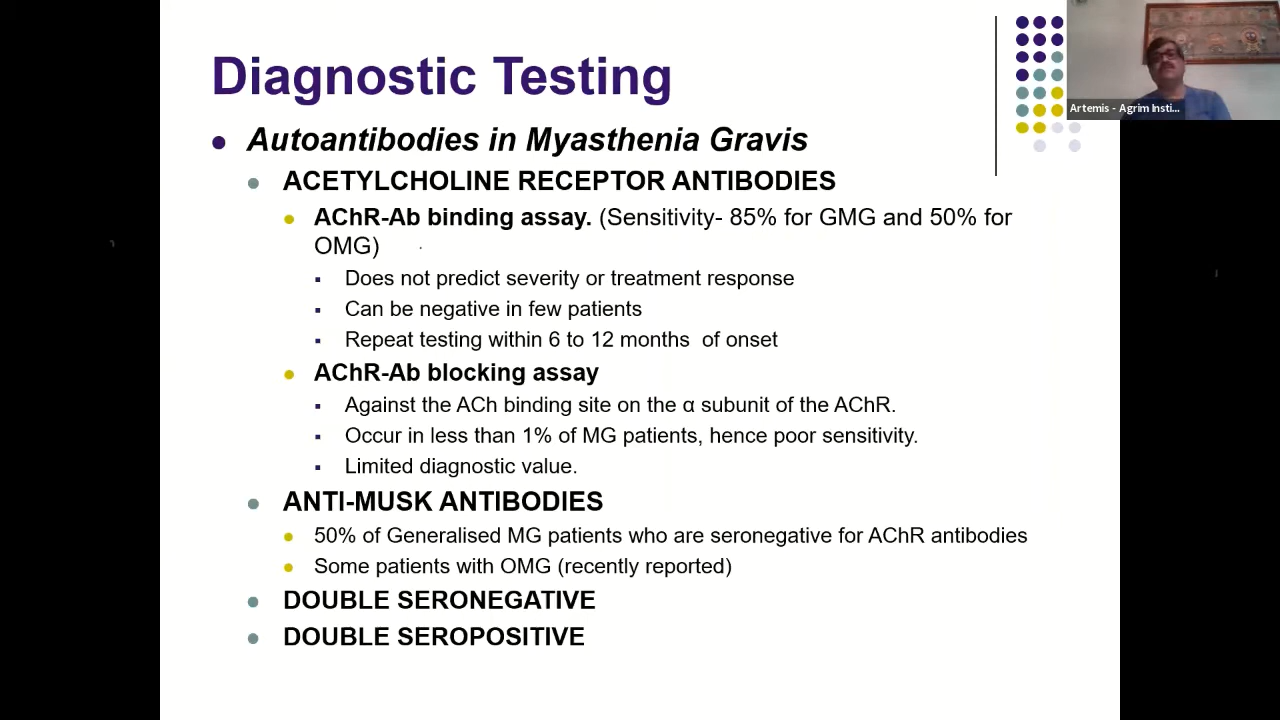 Diagnostic Testing
Artemis - Agrim Insti...
● Autoantibodies in Myasthenia Gravis
● ACETYLCHOLINE RECEPTOR ANTIBODIES
● AChR-Ab binding assay. (Sensitivity- 85% for GMG and 50% for
OMG)
▪ Does not predict severity or treatment response
▪ Can be negative in few patients
▪ Repeat testing within 6 to 12 months of onset
● AChR-Ab blocking assay
▪ Against the ACh binding site on the α subunit of the AChR.
▪ Occur in less than 1% of MG patients, hence poor sensitivity.
▪ Limited diagnostic value.
● ANTI-MUSK ANTIBODIES
● 50% of Generalised MG patients who are seronegative for AChR antibodies
● Some patients with OMG (recently reported)
● DOUBLE SERONEGATIVE
● DOUBLE SEROPOSITIVE